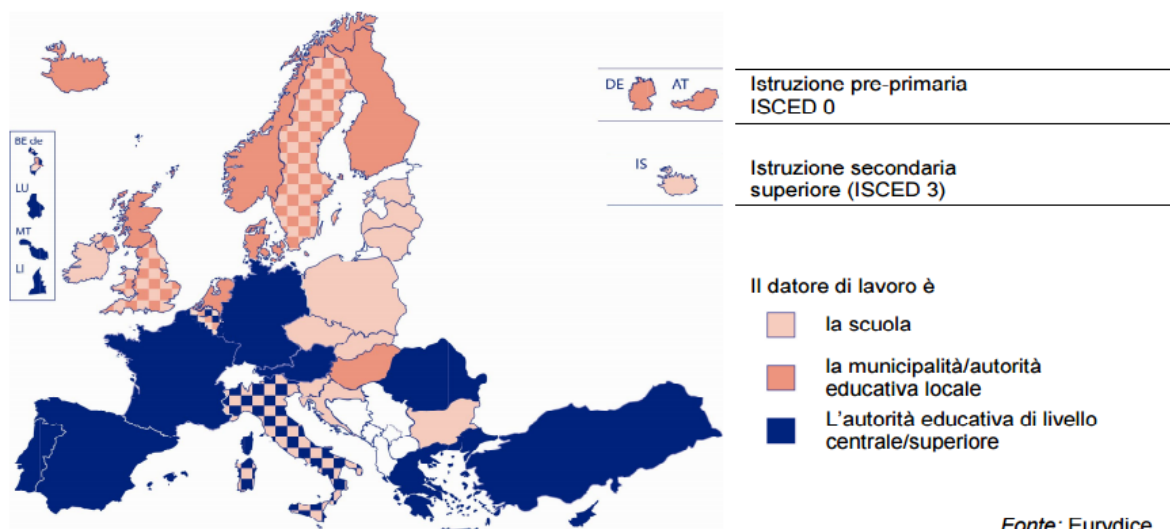 BE de
LU
MT
LI
DE AT
Istruzione pre-primaria
ISCED 0
IS
Istruzione secondaria
superiore (ISCED 3)
Il datore di lavoro è
la scuola
la municipalità/autorità
educativa locale
L'autorità educativa di livello
centrale/superiore
Fonte: Eurydice